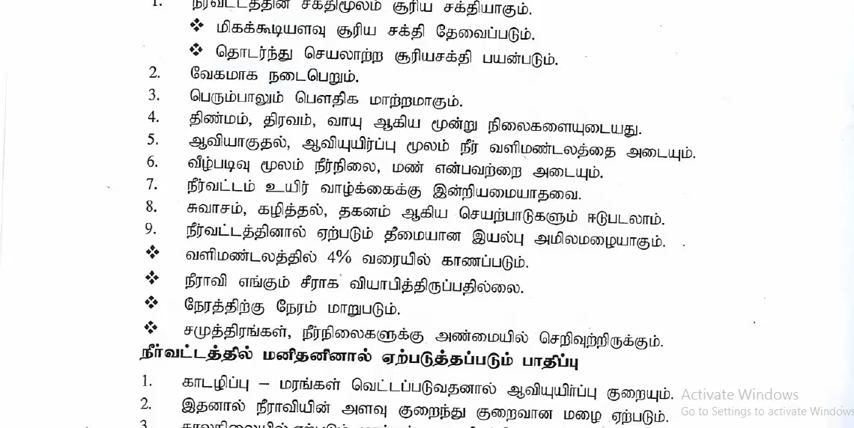 1. நீர்வட்டத்தின் சக்திமூலம் சூரிய சக்தியாகும்.
❖ மிகக்கூடியளவு சூரிய சக்தி தேவைப்படும்.
❖ தொடர்ந்து செயலாற்ற சூரியசக்தி பயன்படும்.
2. வேகமாக நடைபெறும்.
3. பெரும்பாலும் பௌதிக மாற்றமாகும்.
4. திண்மம், திரவம், வாயு ஆகிய மூன்று நிலைகளையுடையது.
5. ஆவியாகுதல், ஆவியுயிர்ப்பு மூலம் நீர் வளிமண்டலத்தை அடையும்.
6. வீழ்படிவு மூலம் நீர்நிலை, மண் என்பவற்றை அடையும்.
7. நீர்வட்டம் உயிர் வாழ்க்கைக்கு இன்றியமையாதவை.
8. சுவாசம், கழித்தல், தகனம் ஆகிய செயற்பாடுகளும் ஈடுபடலாம்.
9. நீர்வட்டத்தினால் ஏற்படும் தீமையான இயல்பு அமிலமழையாகும்.
❖ வளிமண்டலத்தில் 4% வரையில் காணப்படும்.
❖ நீராவி எங்கும் சீராக வியாபித்திருப்பதில்லை.
❖ நேரத்திற்கு நேரம் மாறுபடும்.
❖ சமுத்திரங்கள், நீர்நிலைகளுக்கு அண்மையில் செறிவுற்றிருக்கும்.
நீர்வட்டத்தில் மனிதனினால் ஏற்படுத்தப்படும் பாதிப்பு
1. காடழிப்பு – மரங்கள் வெட்டப்படுவதனால் ஆவியுயிர்ப்பு குறையும்.
2. இதனால் நீராவியின் அளவு குறைந்து குறைவான மழை ஏற்படும்.
Activate Windows
Go to Settings to activate Windows